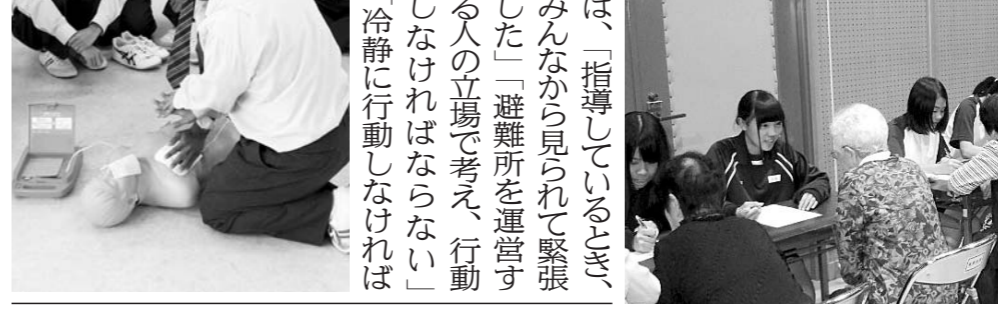 は、「指導しているとき、
みんなから見られて緊張
した」「避難所を運営す
る人の立場で考え、行動
しなければならない」
「冷静に行動しなければ